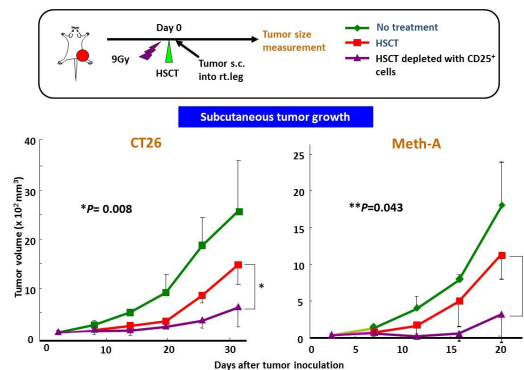 Day 0
9Gy
HSCT
Tumor s.c.
into rt.leg
Tumor size
measurement
No treatment
HSCT
HSCT depleted with CD25⁺
cells
Subcutaneous tumor growth
CT26
Meth-A
Tumor volume (x 10² mm³)
40
30
20
10
0
*P= 0.008
*
0 10 20 30
25
20
15
10
5
0
**P=0.043
0 5 10 15 20
Days after tumor inoculation